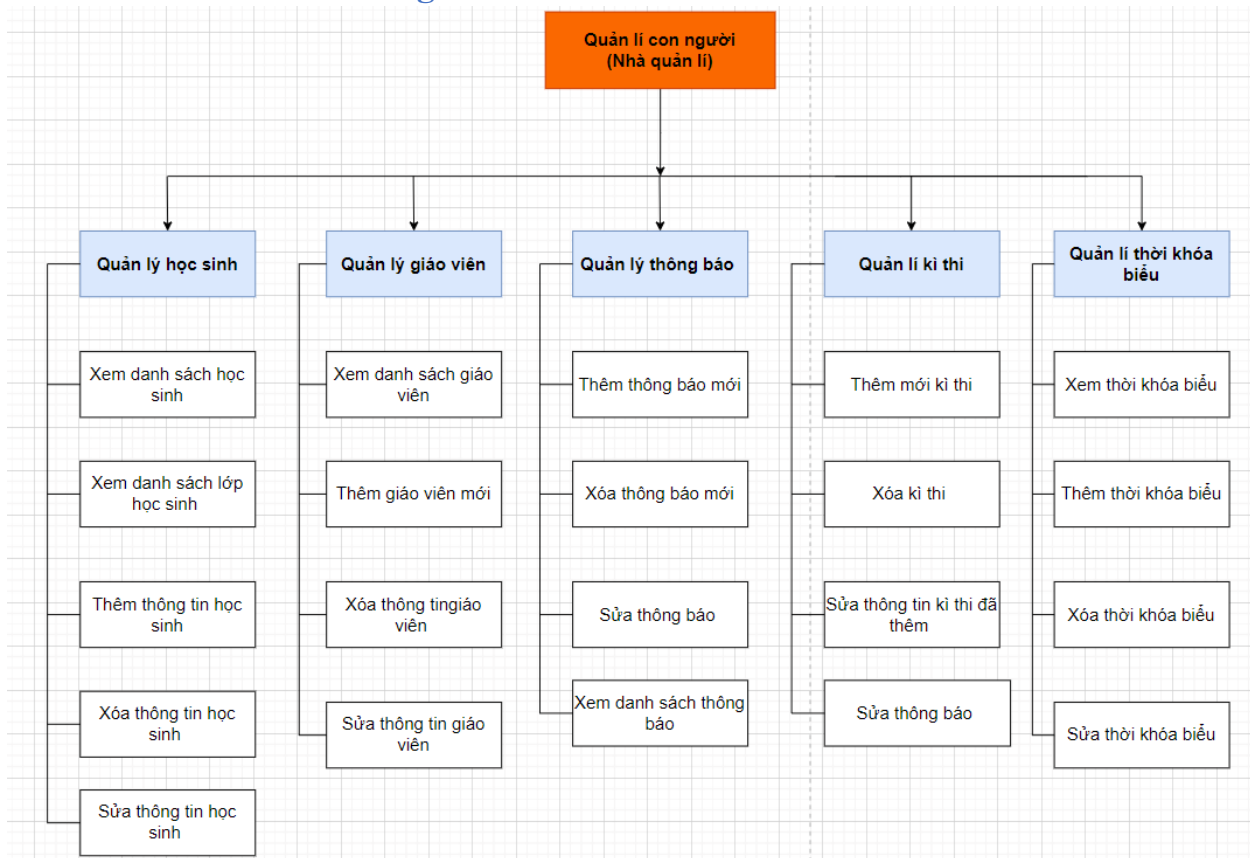 Quản lí con người
(Nhà quản lí)
Quản lý học sinh
Quản lý giáo viên
Quản lý thông báo
Quản lí kì thi
Quản lí thời khóa
biểu
Xem danh sách học
sinh
Xem danh sách giáo
viên
Thêm thông báo mới
Thêm mới kì thi
Xem thời khóa biểu
Xem danh sách lớp
học sinh
Thêm giáo viên mới
Xóa thông báo mới
Xóa kì thi
Thêm thời khóa biểu
Thêm thông tin học
sinh
Xóa thông tingiáo
viên
Sửa thông báo
Sửa thông tin kì thi đã
thêm
Xóa thời khóa biểu
Xóa thông tin học
sinh
Sửa thông tin giáo
viên
Xem danh sách thông
báo
Sửa thông báo
Sửa thời khóa biểu
Sửa thông tin học
sinh